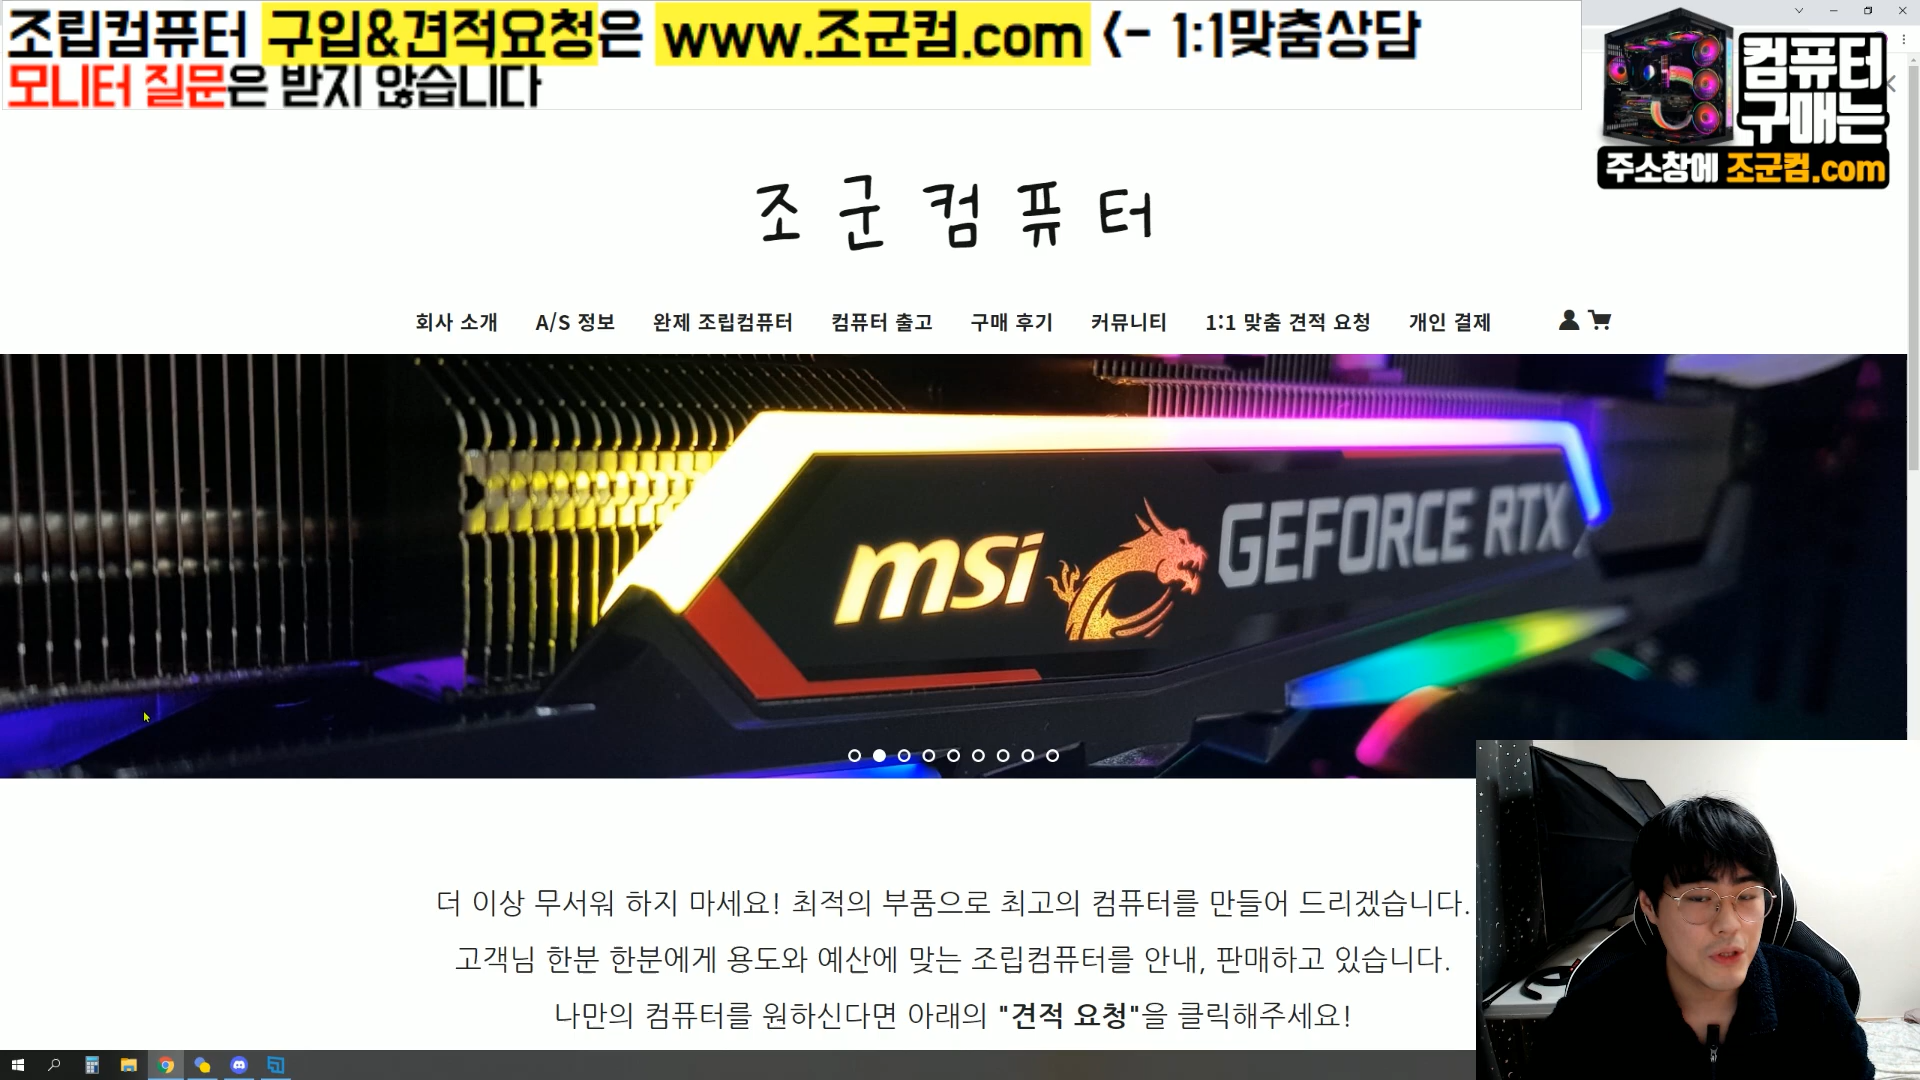 조립컴퓨터 구입&견적요청은 www.조군컴.com <- 1:1맞춤상담
모니터 질문은 받지 않습니다
컴퓨터
구매는
주소창에 조군컴.com
조군컴퓨터
회사 소개 A/S 정보 완제 조립컴퓨터 컴퓨터 출고 구매 후기 커뮤니티 1:1 맞춤 견적 요청 개인 결제
msi GEFORCE RTX
더 이상 무서워 하지 마세요! 최적의 부품으로 최고의 컴퓨터를 만들어 드리겠습니다.
고객님 한분 한분에게 용도와 예산에 맞는 조립컴퓨터를 안내, 판매하고 있습니다.
나만의 컴퓨터를 원하신다면 아래의 "견적 요청"을 클릭해주세요!